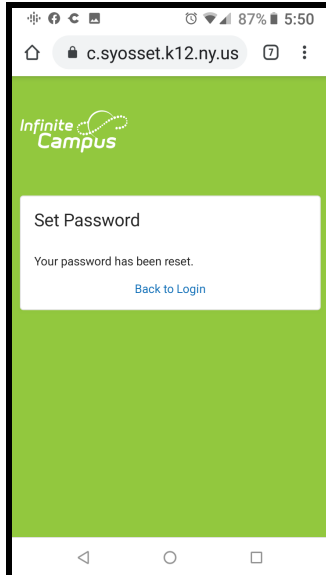 87% 5:50
c.syosset.k12.ny.us 7
Infinite
Campus
Set Password
Your password has been reset.
Back to Login